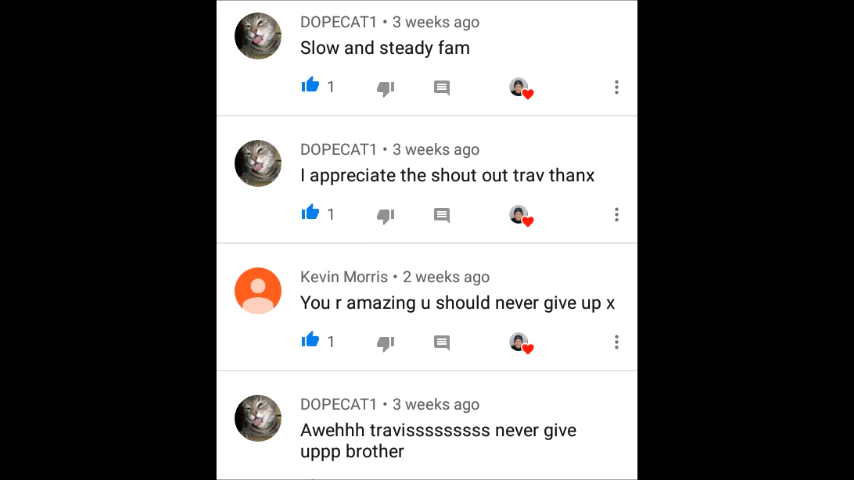 DOPECAT1 • 3 weeks ago
Slow and steady fam
1
DOPECAT1 • 3 weeks ago
I appreciate the shout out trav thanx
1
Kevin Morris • 2 weeks ago
You r amazing u should never give up x
1
DOPECAT1 • 3 weeks ago
Awehhh travisssssssss never give
uppp brother